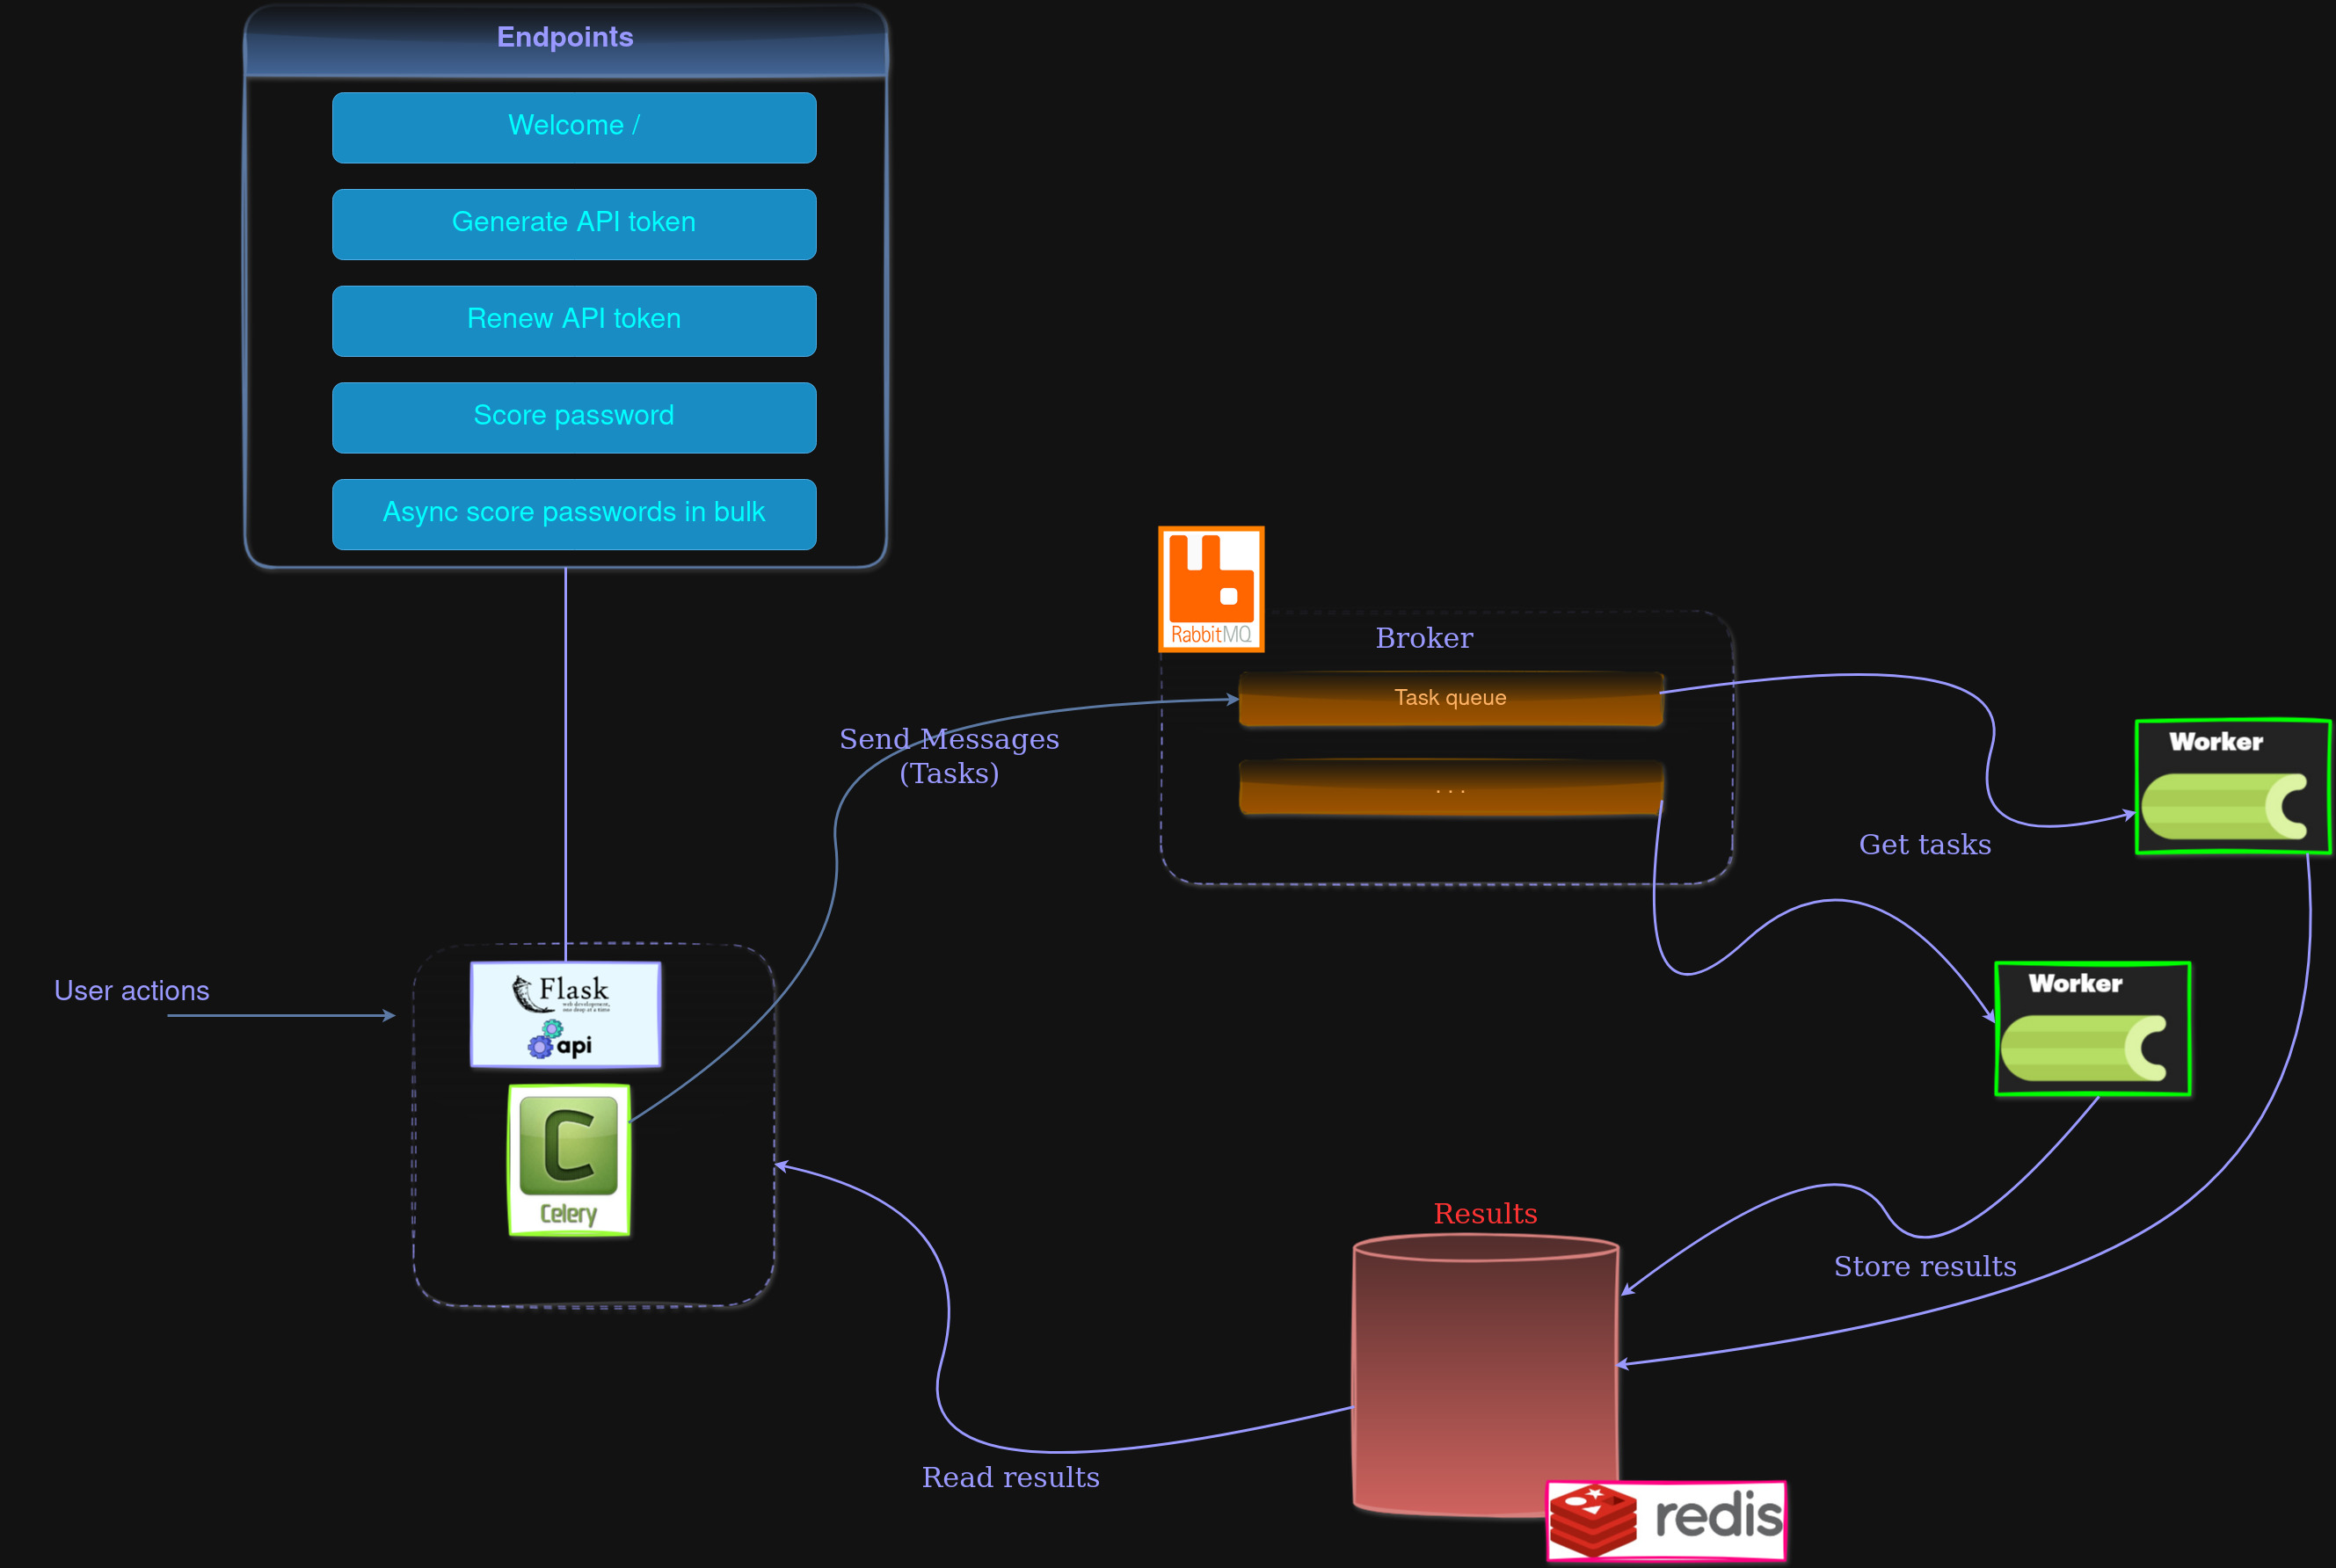 Endpoints
Welcome /
Generate API token
Renew API token
Score password
Async score passwords in bulk
RabbitMQ
Broker
Task queue
. . .
Send Messages
(Tasks)
Worker
Get tasks
Worker
User actions
Flask
web development,
one drop at a time
api
C
Celery
Results
Store results
Read results
redis